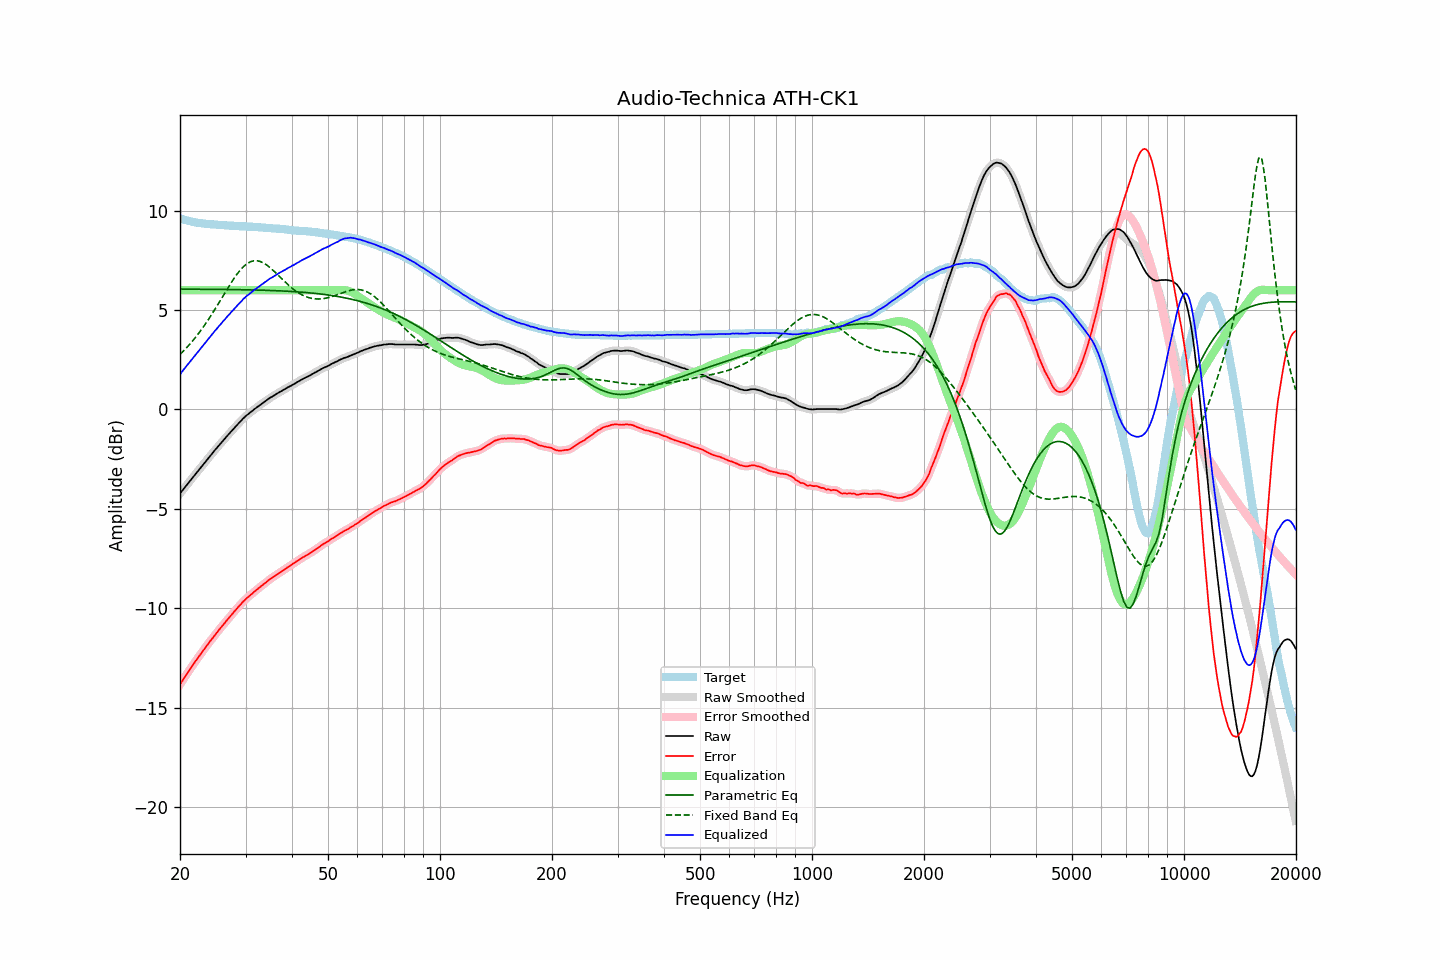 Audio-Technica ATH-CK1
Amplitude (dBr)
10
5
0
−5
−10
−15
−20
Target
Raw Smoothed
Error Smoothed
Raw
Error
Equalization
Parametric Eq
Fixed Band Eq
Equalized
20 50 100 200 500 1000 2000 5000 10000 20000
Frequency (Hz)